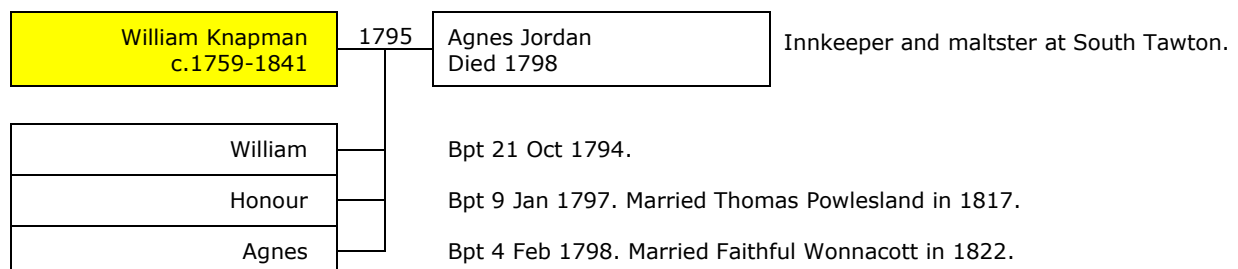 William Knapman
c.1759-1841
1795
Agnes Jordan
Died 1798
Innkeeper and maltster at South Tawton.
William
Bpt 21 Oct 1794.
Honour
Bpt 9 Jan 1797. Married Thomas Powlesland in 1817.
Agnes
Bpt 4 Feb 1798. Married Faithful Wonnacott in 1822.